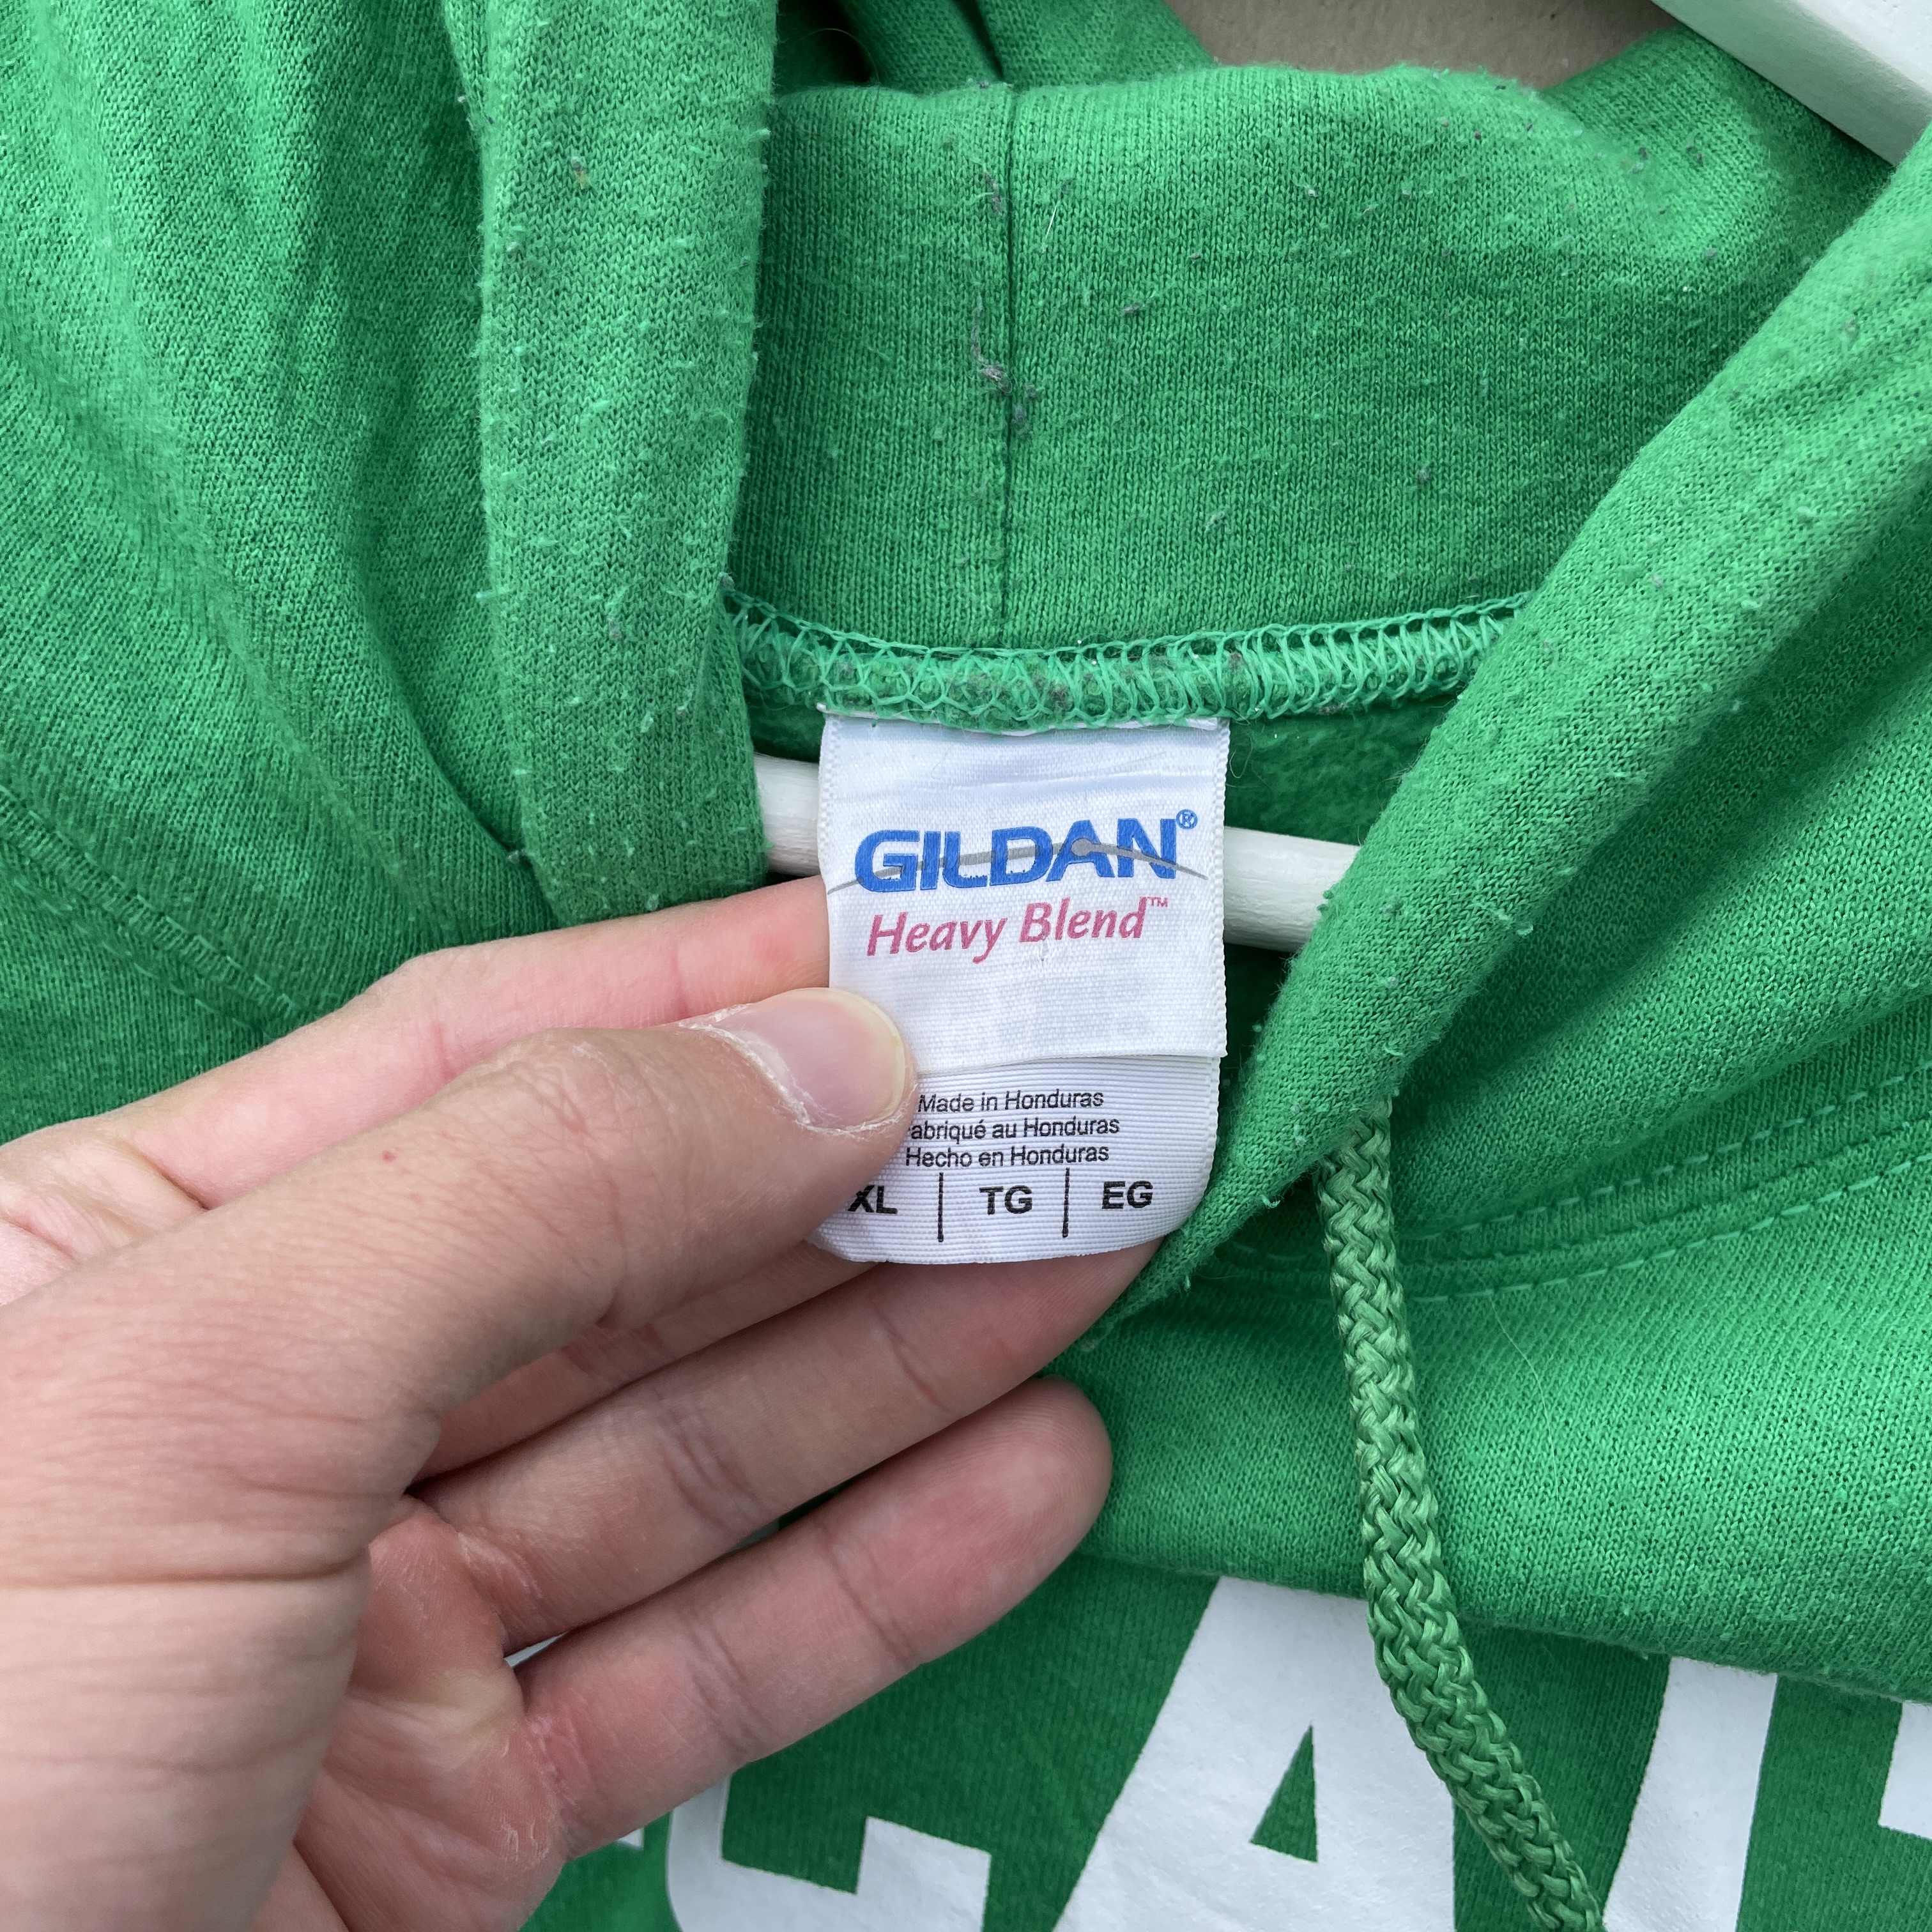 GILDAN®
Heavy Blend™
Made in Honduras
abriqué au Honduras
Hecho en Honduras
XL | TG | EG